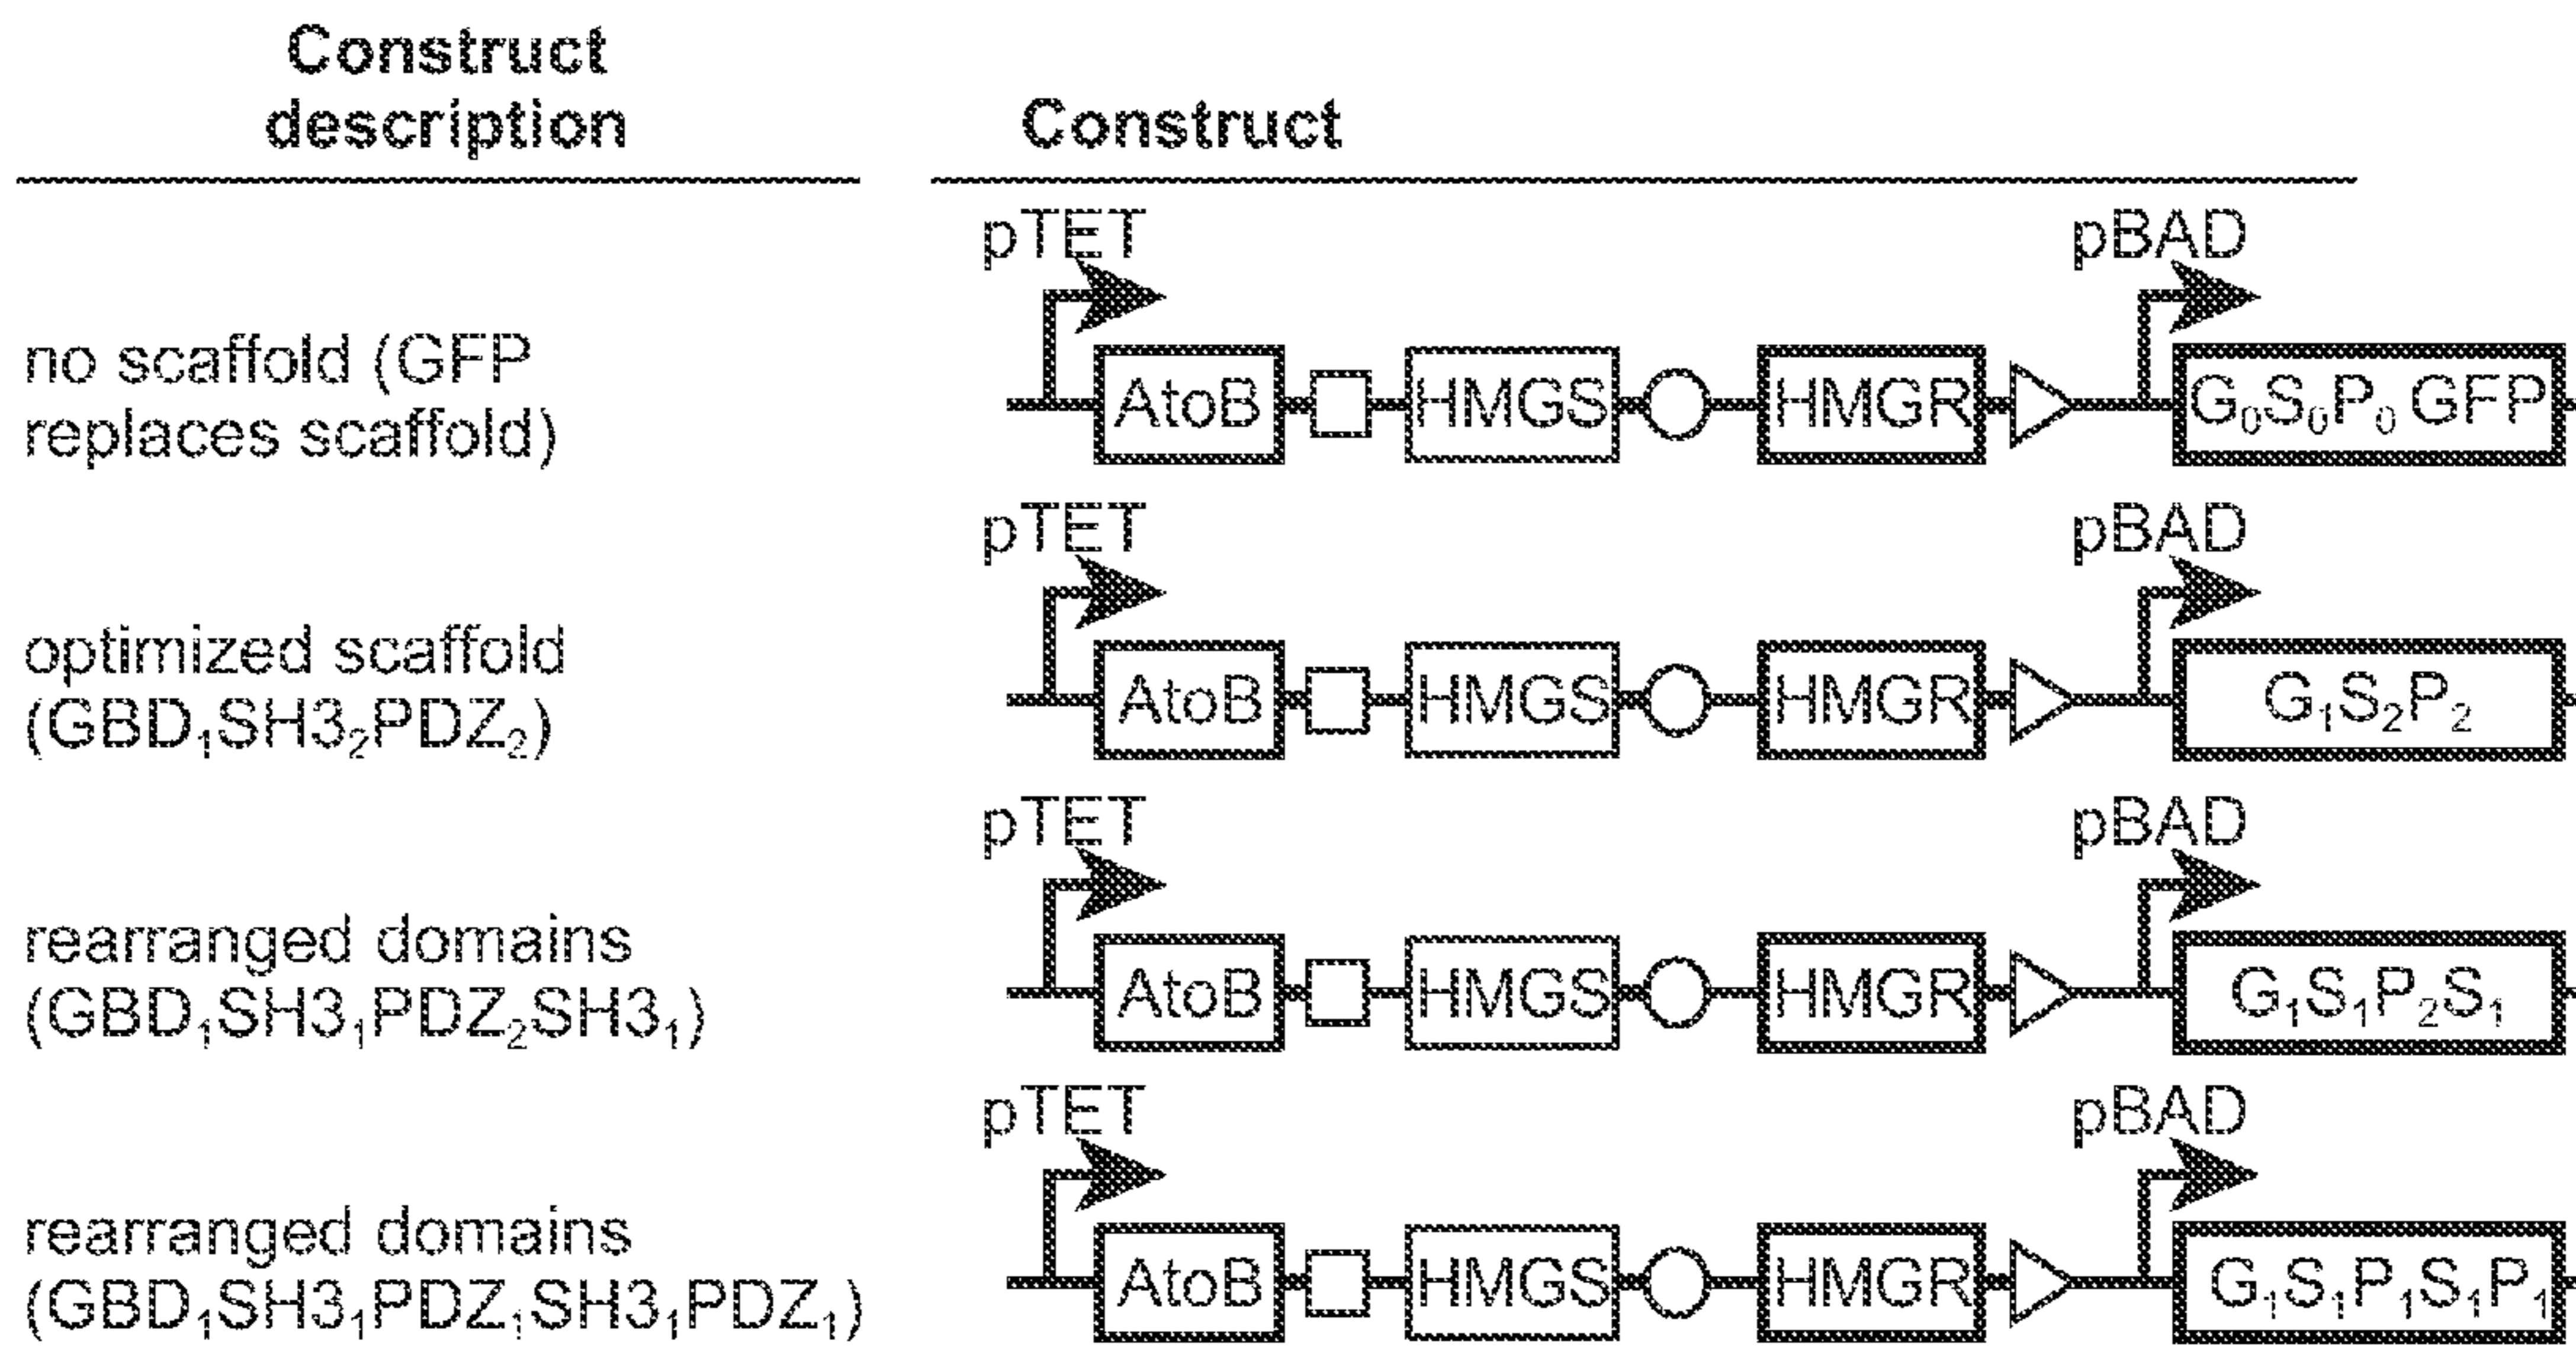 Construct
description
Construct
pTET pBAD
no scaffold (GFP
replaces scaffold)
AtoB HMGS HMGR G₀S₀P₀ GFP
pTET pBAD
optimized scaffold
(GBD₁SH3₂PDZ₂)
AtoB HMGS HMGR G₁S₂P₂
pTET pBAD
rearranged domains
(GBD₁SH3₁PDZ₂SH3₁)
AtoB HMGS HMGR G₁S₁P₂S₁
pTET pBAD
rearranged domains
(GBD₁SH3₁PDZ₁SH3₁PDZ₁)
AtoB HMGS HMGR G₁S₁P₁S₁P₁